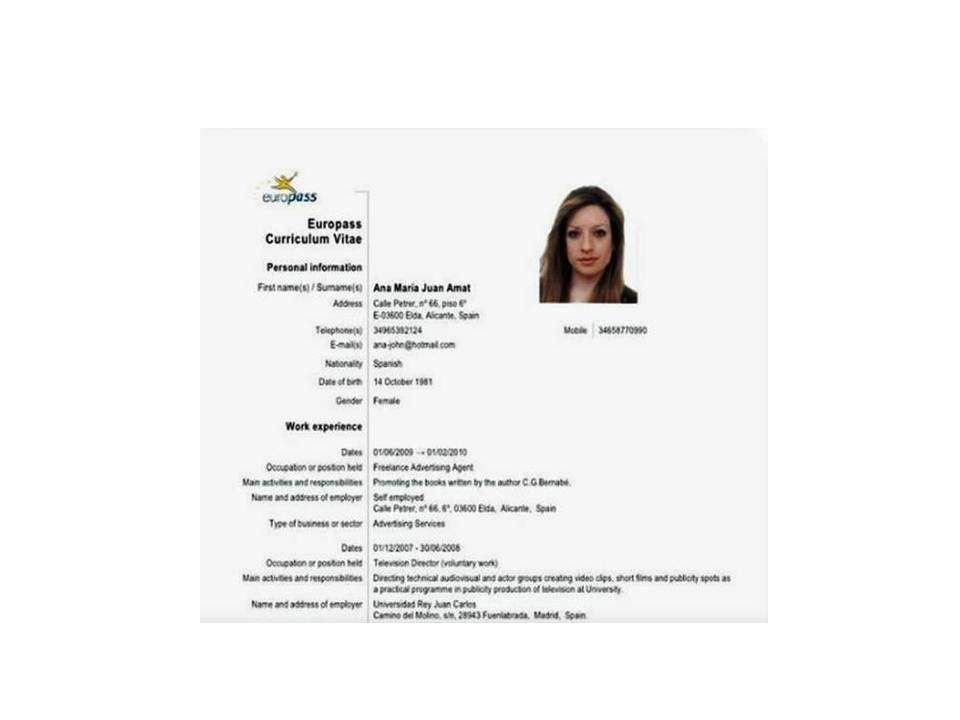 europass
Europass
Curriculum Vitae
Personal information
First name(s) / Surname(s) Ana María Juan Amat
Address Calle Petrer, nº 66, piso 6º
E-03600 Elda, Alicante, Spain
Telephone(s) 34965392124 Mobile 34658770990
E-mail(s) ana-john@hotmail.com
Nationality Spanish
Date of birth 14 October 1981
Gender Female
Work experience
Dates 01/06/2009 → 01/02/2010
Occupation or position held Freelance Advertising Agent
Main activities and responsibilities Promoting the books written by the author C.G.Bernabé.
Name and address of employer Self employed
Calle Petrer, nº 66, 6º, 03600 Elda, Alicante, Spain
Type of business or sector Advertising Services
Dates 01/12/2007 - 30/06/2008
Occupation or position held Television Director (voluntary work)
Main activities and responsibilities Directing technical audiovisual and actor groups creating video clips, short films and publicity spots as
a practical programme in publicity production of television at University.
Name and address of employer Universidad Rey Juan Carlos
Camino del Molino, s/n, 28943 Fuenlabrada, Madrid, Spain.